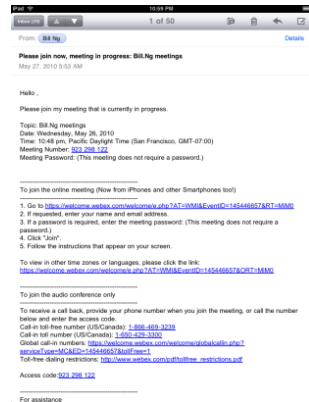 iPad
10:59 PM
Inbox (25)
1 of 50
From: Bill Ng
Details
Please join now, meeting in progress: Bill.Ng meetings
May 27, 2010 5:53 AM
Hello ,
Please join my meeting that is currently in progress.
Topic: Bill.Ng meetings
Date: Wednesday, May 26, 2010
Time: 10:48 pm, Pacific Daylight Time (San Francisco, GMT-07:00)
Meeting Number: 923 298 122
Meeting Password: (This meeting does not require a password.)
-------------------------------------------------------
To join the online meeting (Now from iPhones and other Smartphones too!)
-------------------------------------------------------
1. Go to https://welcome.webex.com/welcome/e.php?AT=WMI&EventID=145446657&RT=MiM0
2. If requested, enter your name and email address.
3. If a password is required, enter the meeting password: (This meeting does not require a
password.)
4. Click "Join".
5. Follow the instructions that appear on your screen.
To view in other time zones or languages, please click the link:
https://welcome.webex.com/welcome/e.php?AT=WMI&EventID=145446657&ORT=MiM0
-------------------------------------------------------
To join the audio conference only
-------------------------------------------------------
To receive a call back, provide your phone number when you join the meeting, or call the number
below and enter the access code.
Call-in toll-free number (US/Canada): 1-866-469-3239
Call-in toll number (US/Canada): 1-650-429-3300
Global call-in numbers: https://welcome.webex.com/welcome/globalcallin.php?
serviceType=MC&ED=145446657&tollFree=1
Toll-free dialing restrictions: http://www.webex.com/pdf/tollfree_restrictions.pdf
Access code:923 298 122
-------------------------------------------------------
For assistance